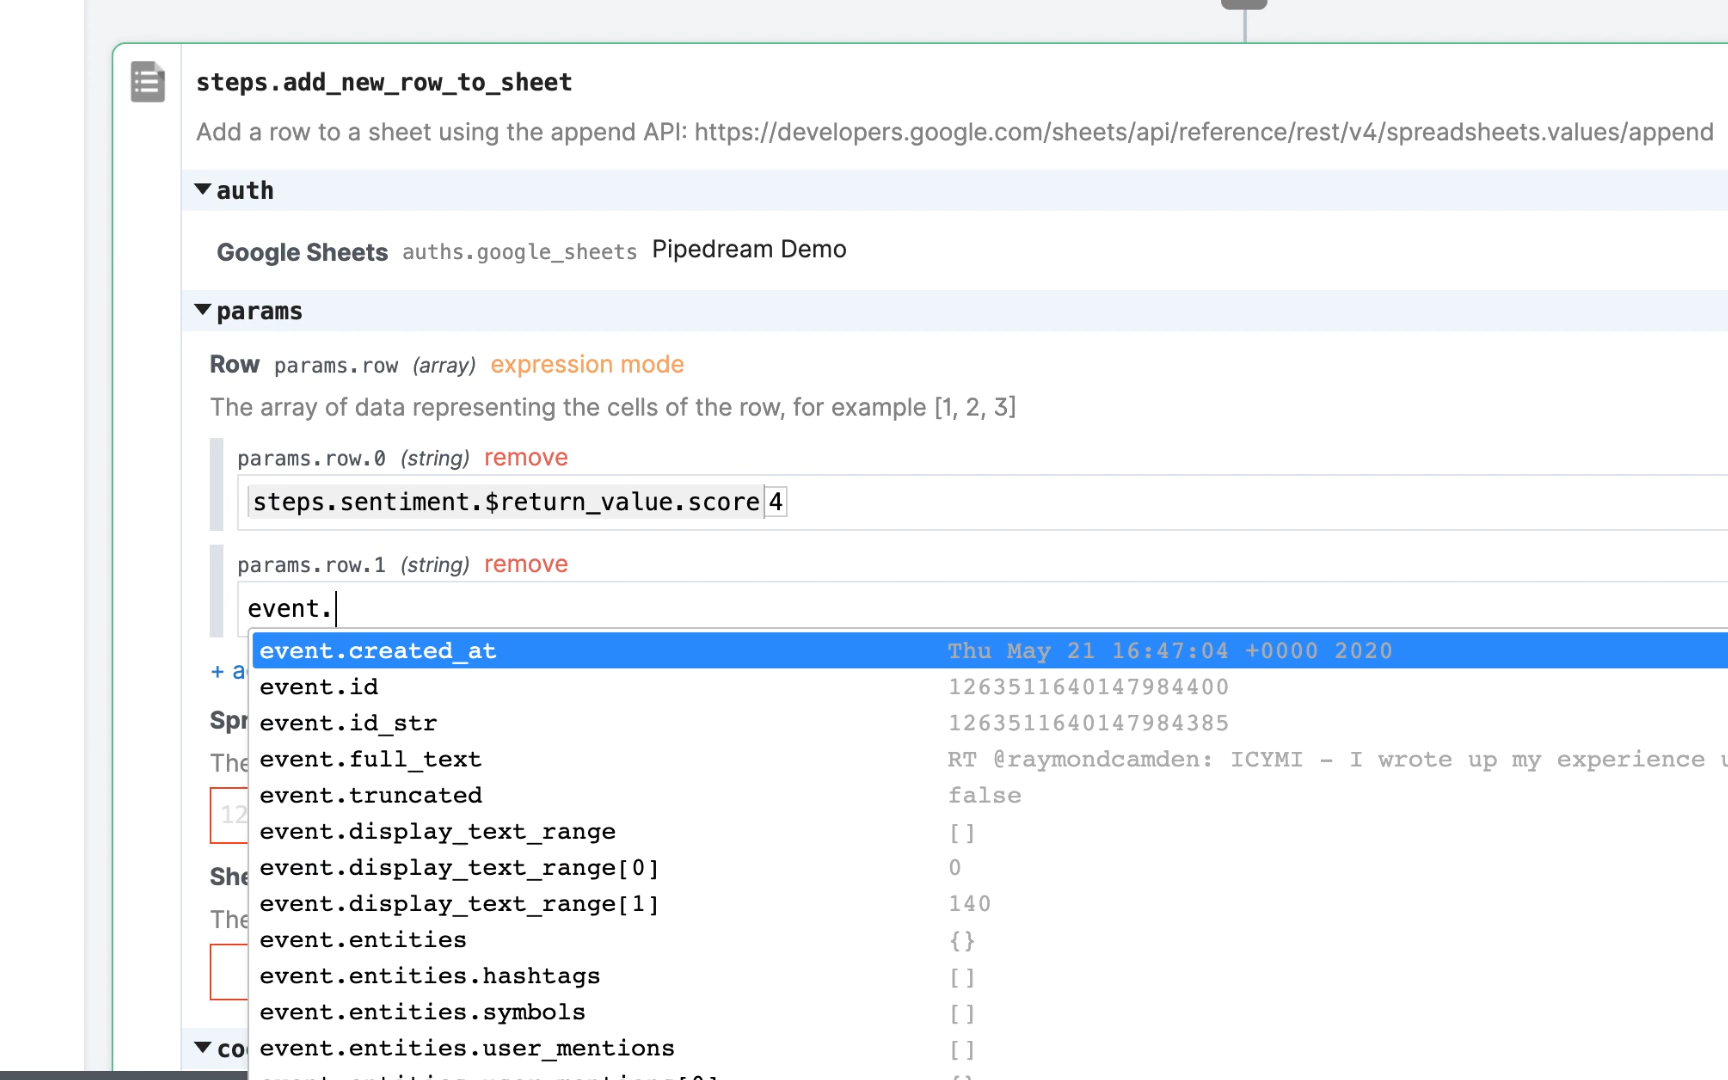 steps.add_new_row_to_sheet
Add a row to a sheet using the append API: https://developers.google.com/sheets/api/reference/rest/v4/spreadsheets.values/append
auth
Google Sheets auths.google_sheets Pipedream Demo
params
Row params.row (array) expression mode
The array of data representing the cells of the row, for example [1, 2, 3]
params.row.0 (string) remove
steps.sentiment.$return_value.score 4
params.row.1 (string) remove
event.
event.created_at Thu May 21 16:47:04 +0000 2020
+ a
event.id 1263511640147984400
event.id_str 1263511640147984385
Spr
event.full_text RT @raymondcamden: ICYMI - I wrote up my experience u
The
event.truncated false
12
event.display_text_range []
event.display_text_range[0] 0
She
event.display_text_range[1] 140
The
event.entities {}
event.entities.hashtags []
event.entities.symbols []
co
event.entities.user_mentions []